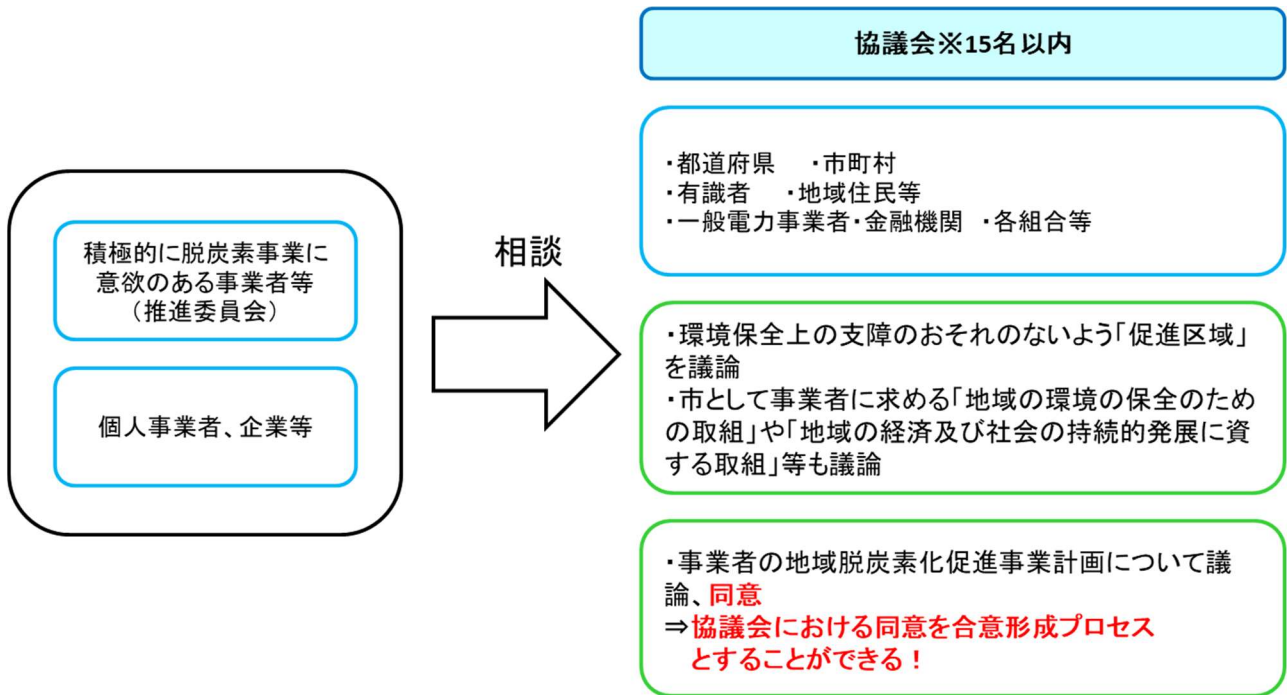 協議会※15名以内
・都道府県　・市町村
・有識者　・地域住民等
・一般電力事業者・金融機関　・各組合等
積極的に脱炭素事業に
意欲のある事業者等
（推進委員会）
個人事業者、企業等
相談
・環境保全上の支障のおそれのないよう「促進区域」
を議論
・市として事業者に求める「地域の環境の保全のため
の取組」や「地域の経済及び社会の持続的発展に資
する取組」等も議論
・事業者の地域脱炭素化促進事業計画について議
論、同意
⇒協議会における同意を合意形成プロセス
とすることができる！